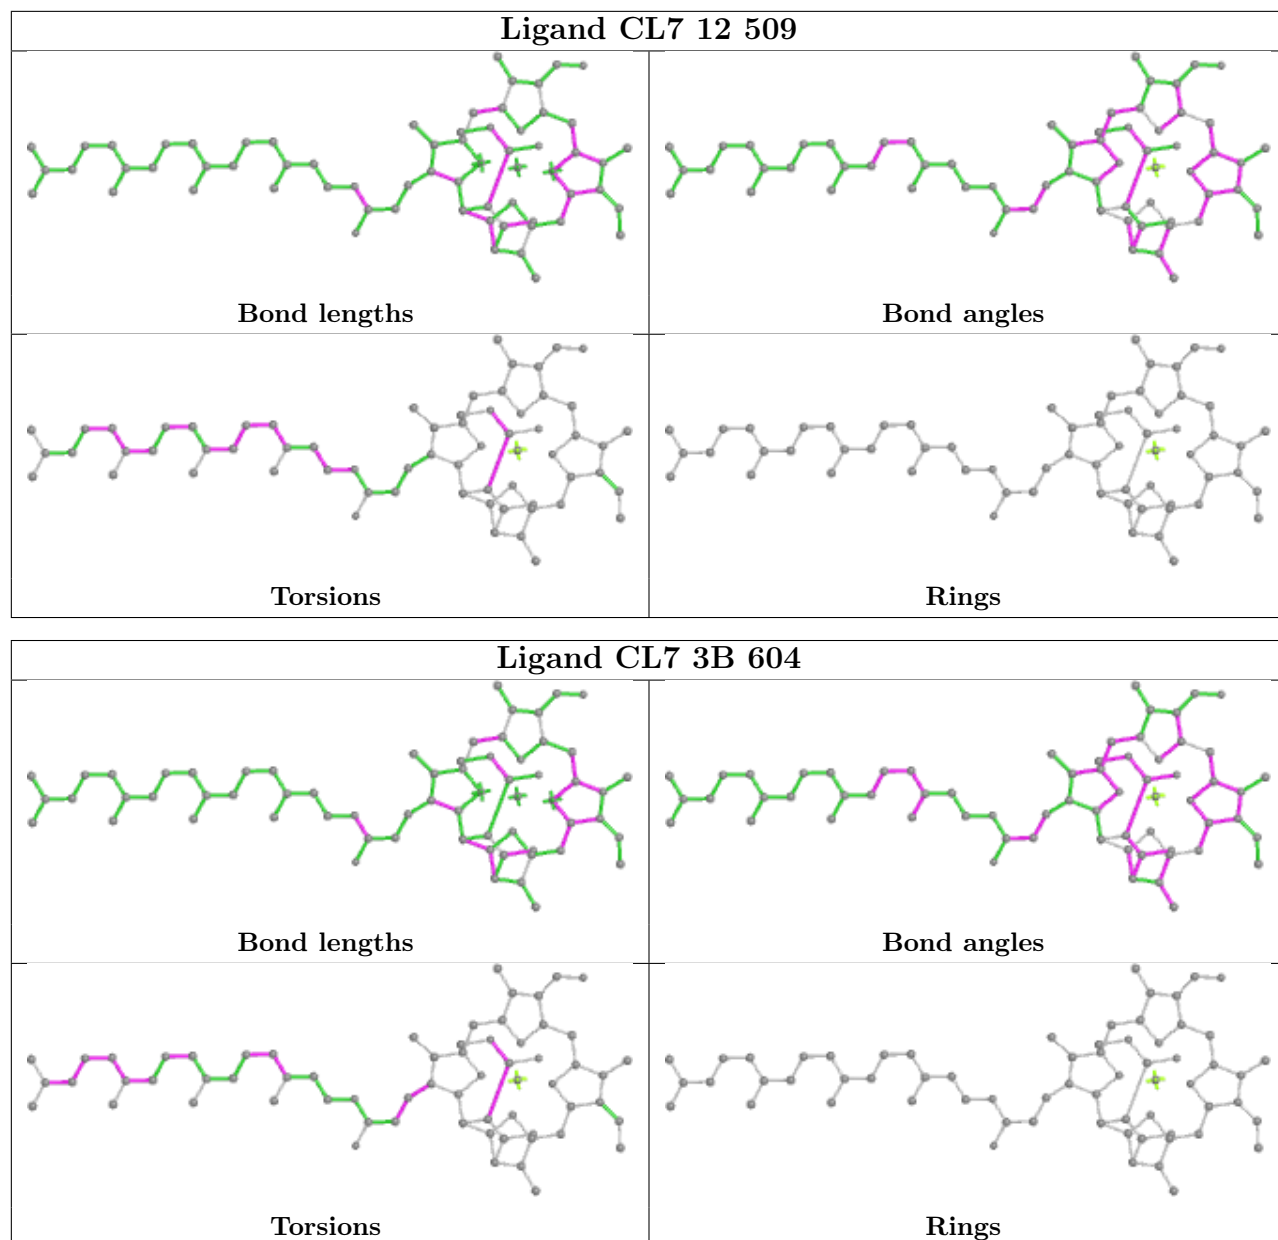 Ligand CL7 12 509
Bond lengths
Bond angles
Torsions
Rings
Ligand CL7 3B 604
Bond lengths
Bond angles
Torsions
Rings